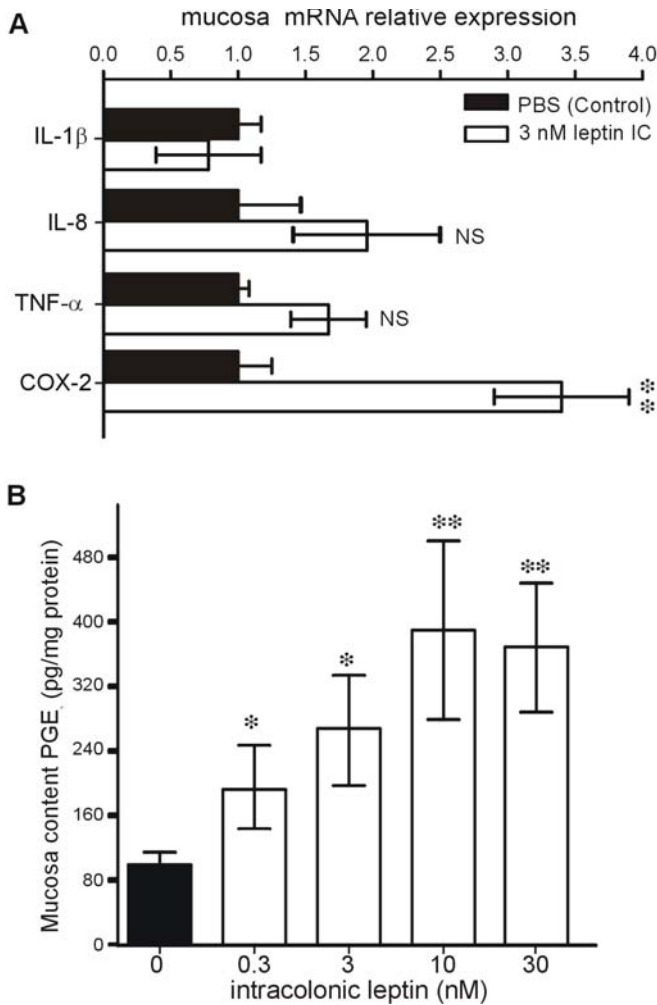 A
mucosa mRNA relative expression
0.0 0.5 1.0 1.5 2.0 2.5 3.0 3.5 4.0
PBS (Control)
3 nM leptin IC
IL-1β
IL-8
NS
TNF-α
NS
COX-2
**
B
Mucosa content PGE. (pg/mg protein)
480
400
320
240
160
80
0
*
*
**
**
0 0.3 3 10 30
intracolonic leptin (nM)